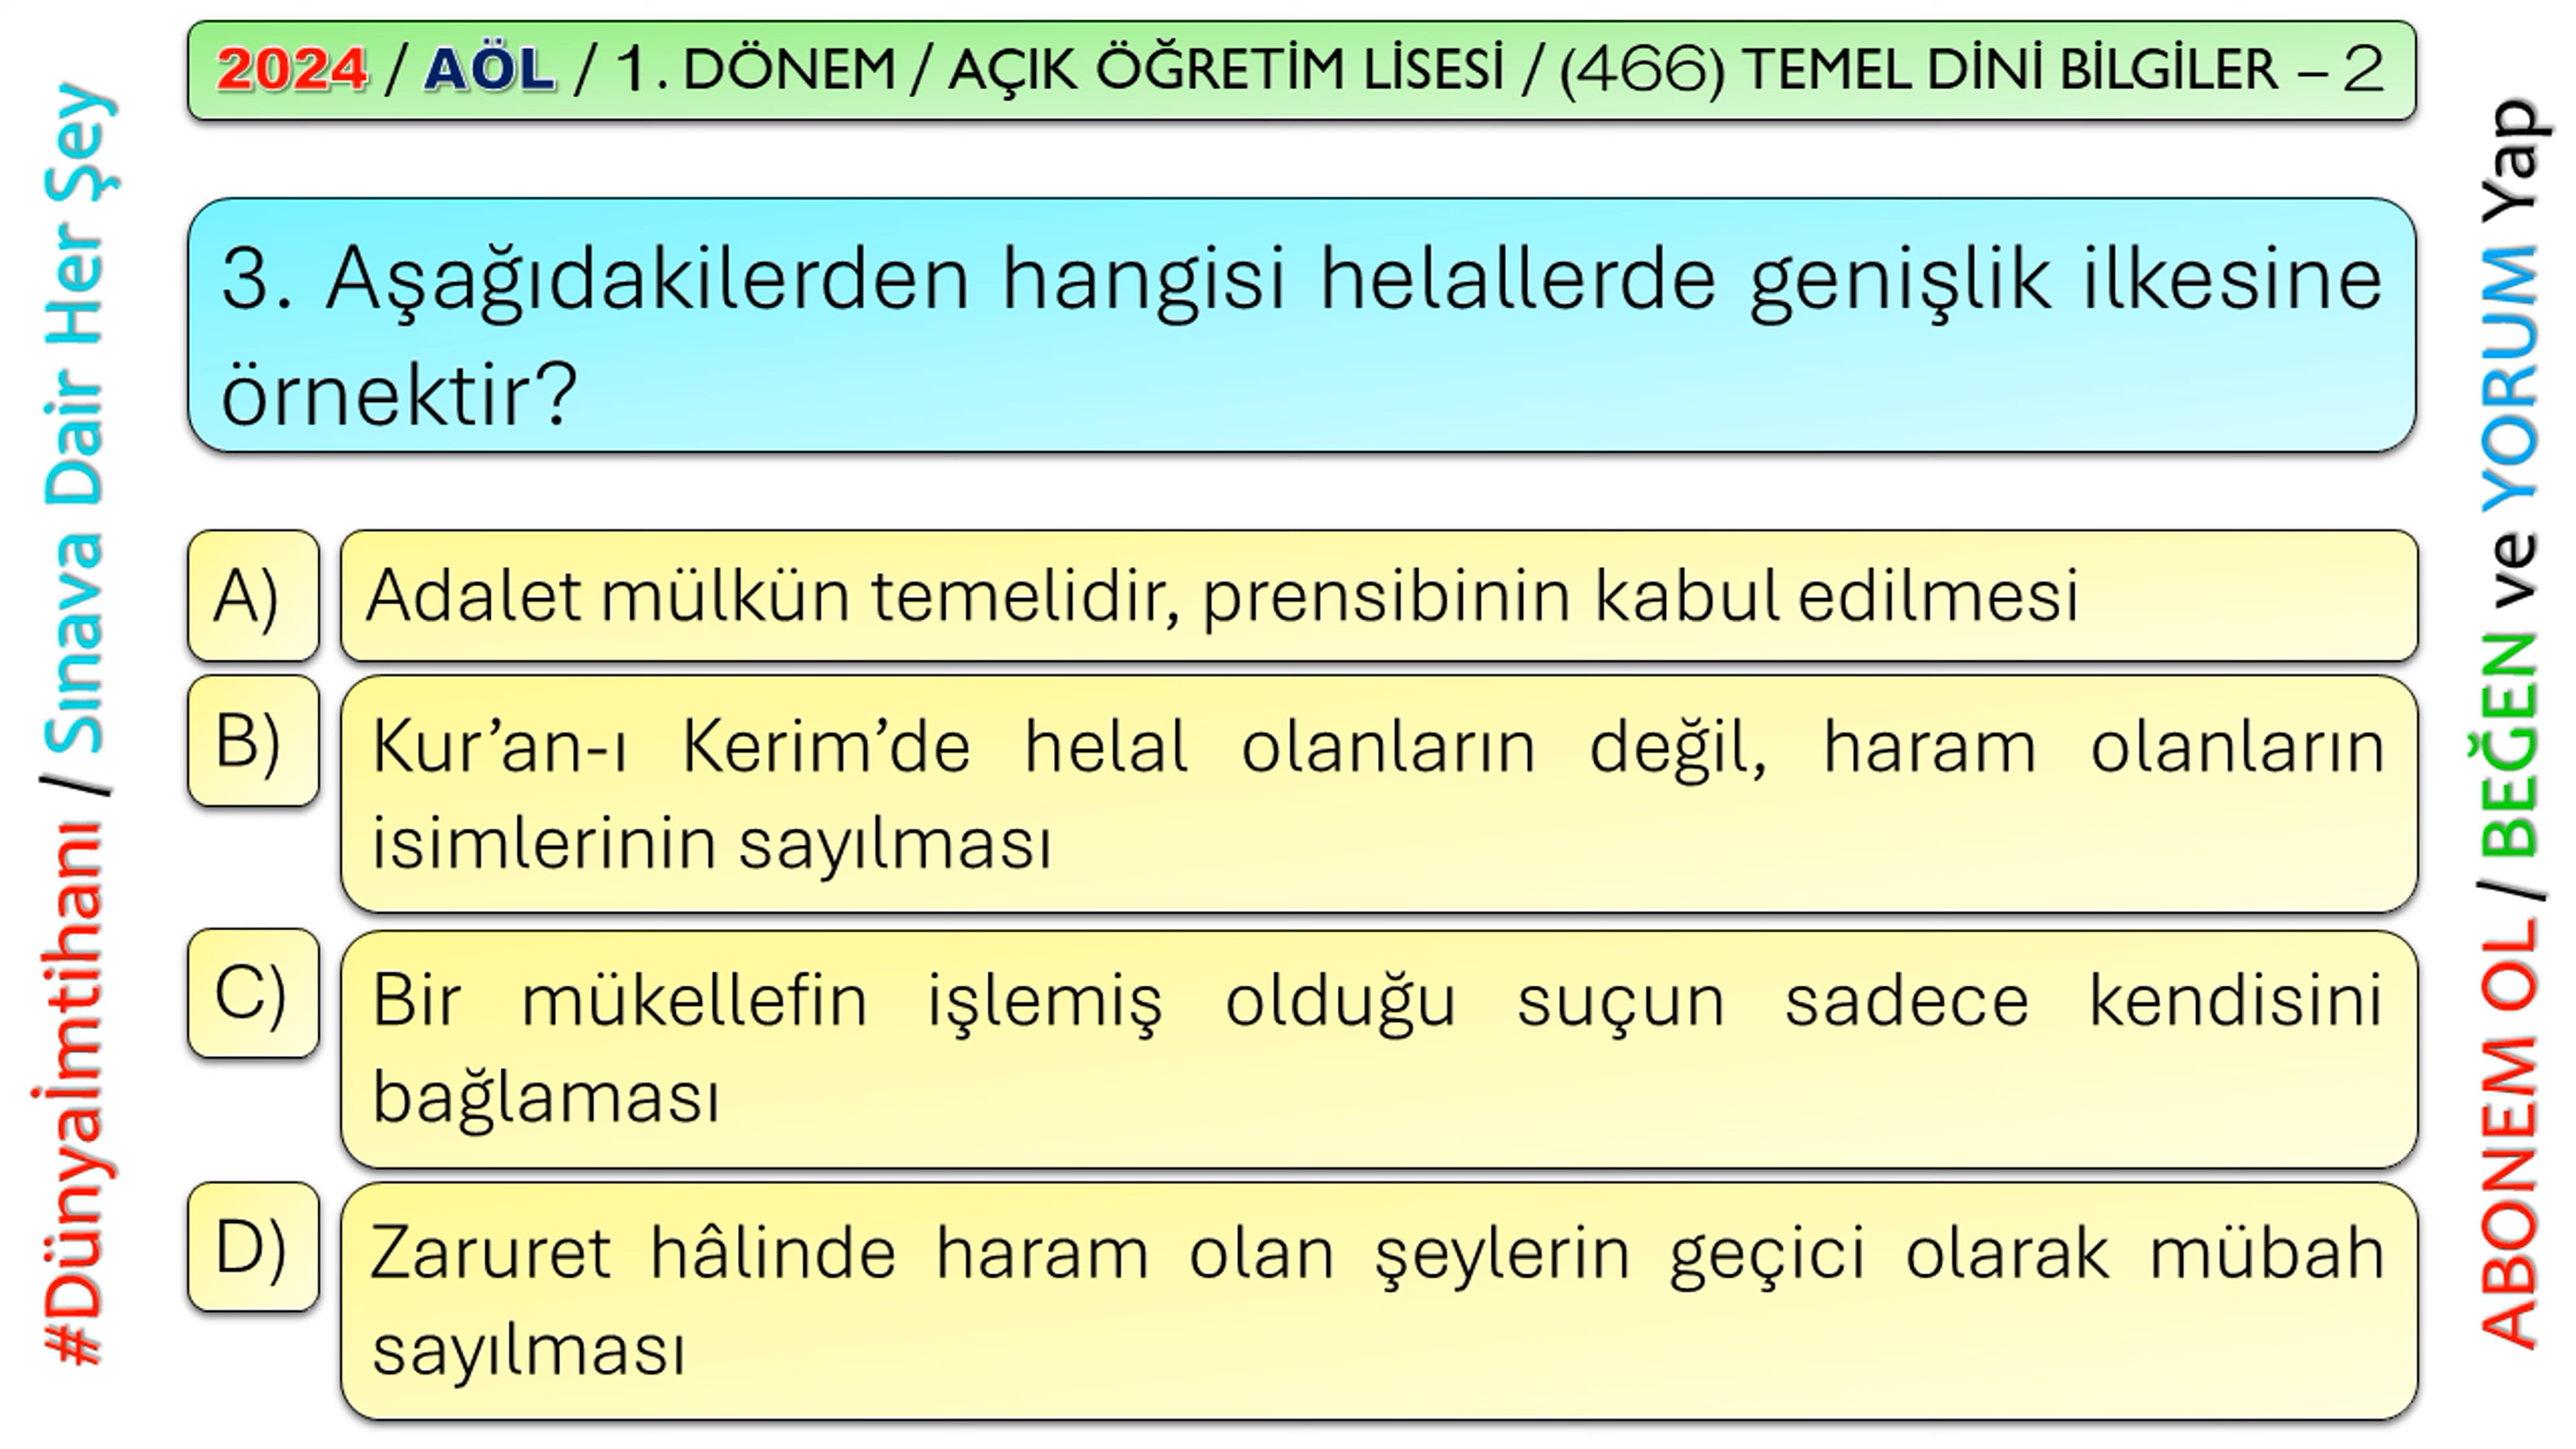 2024 / AÖL / 1. DÖNEM / AÇIK ÖĞRETİM LİSESİ / (466) TEMEL DİNİ BİLGİLER – 2
3. Aşağıdakilerden hangisi helallerde genişlik ilkesine
örnektir?
A) Adalet mülkün temelidir, prensibinin kabul edilmesi
B) Kur’an-ı Kerim’de helal olanların değil, haram olanların
isimlerinin sayılması
C) Bir mükellefin işlemiş olduğu suçun sadece kendisini
bağlaması
D) Zaruret hâlinde haram olan şeylerin geçici olarak mübah
sayılması
#Dünyaİmtihanı / Sınava Dair Her Şey
ABONEM OL / BEĞEN ve YORUM Yap